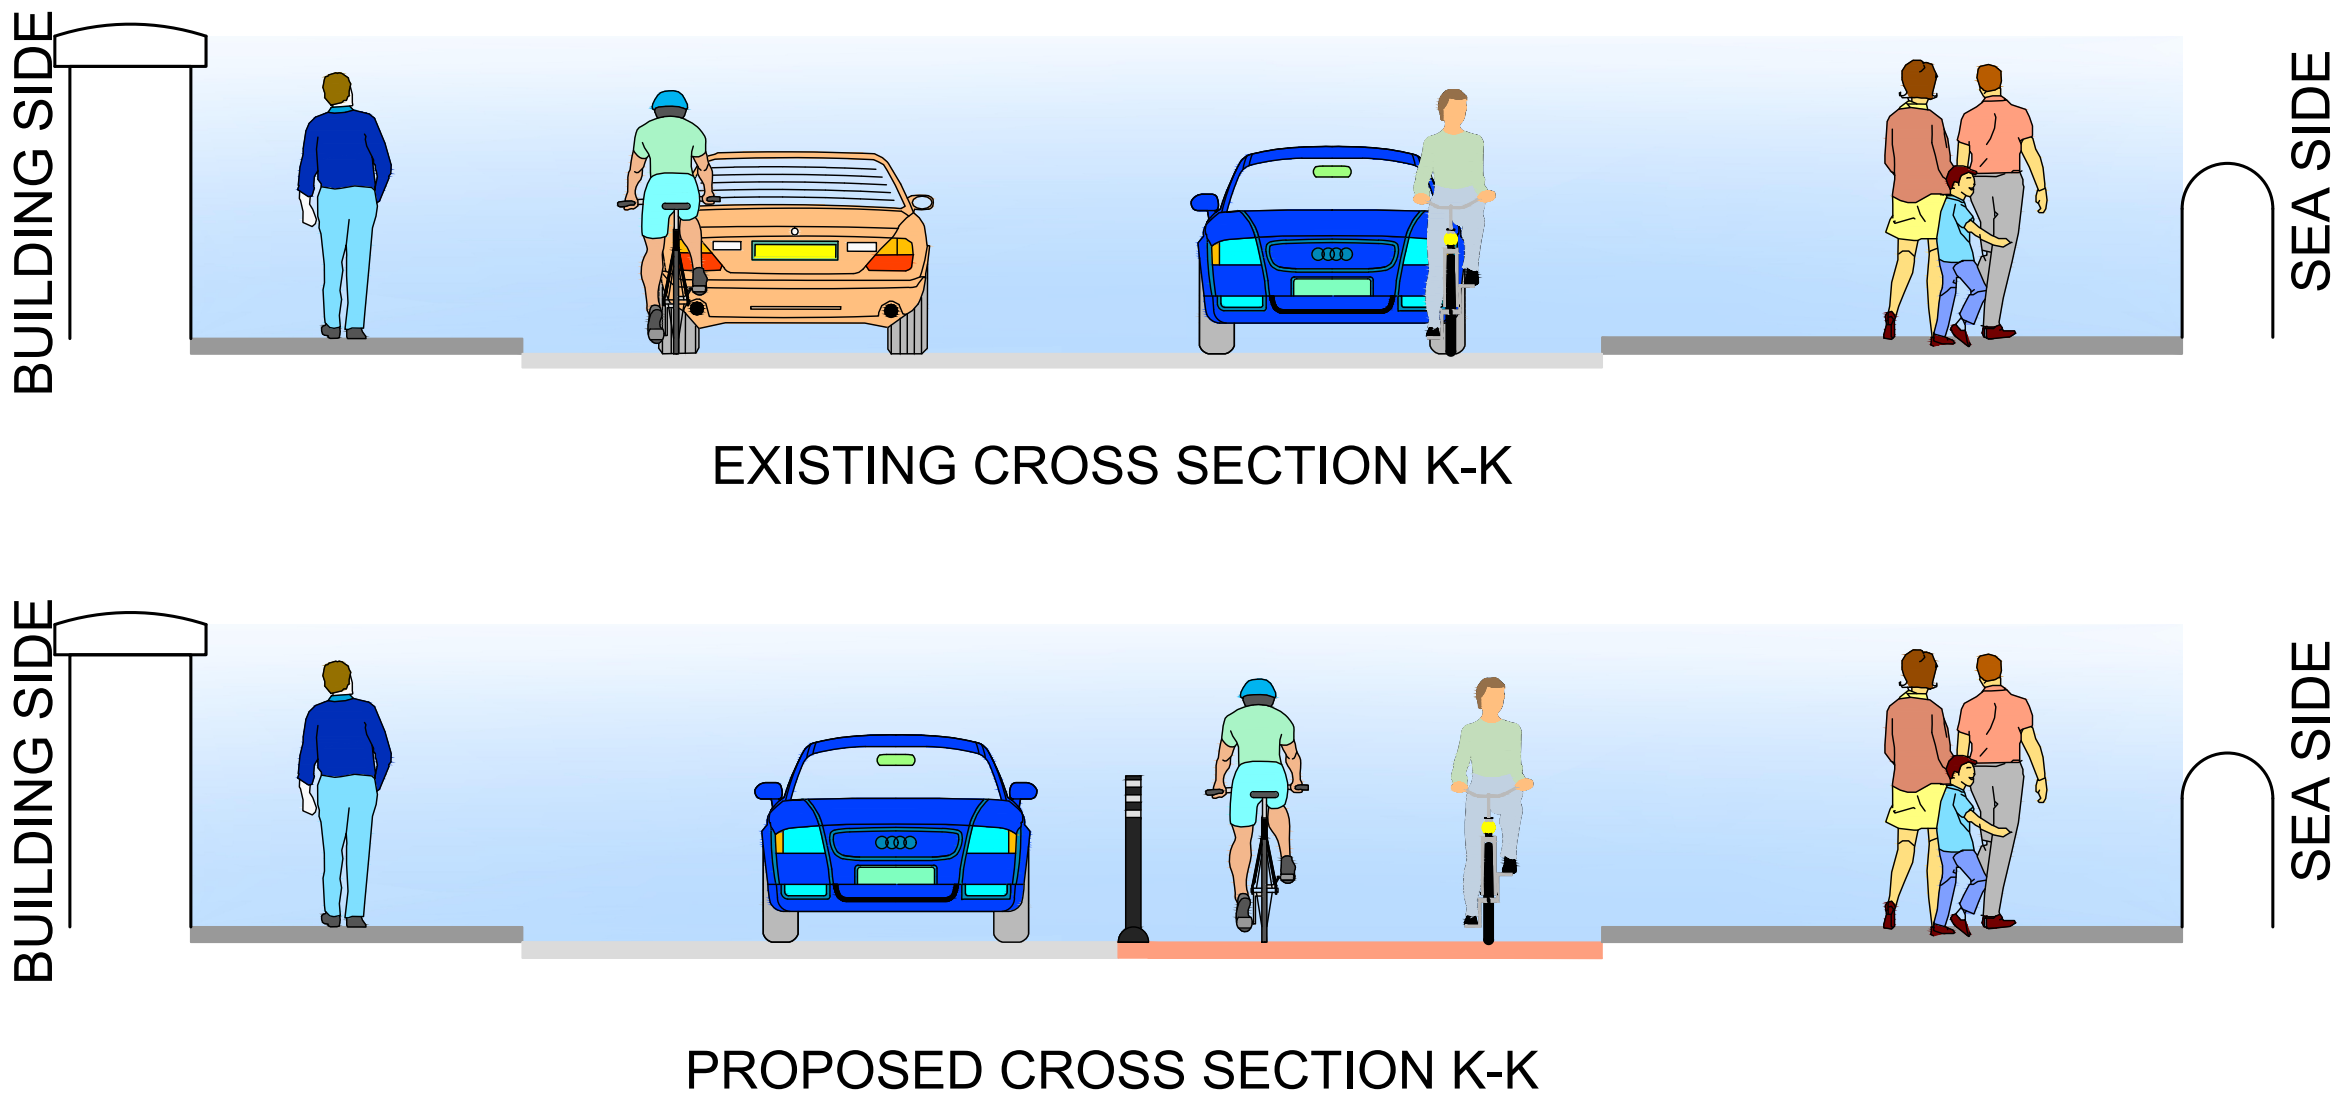 BUILDING SIDE
SEA SIDE
EXISTING CROSS SECTION K-K
BUILDING SIDE
SEA SIDE
PROPOSED CROSS SECTION K-K